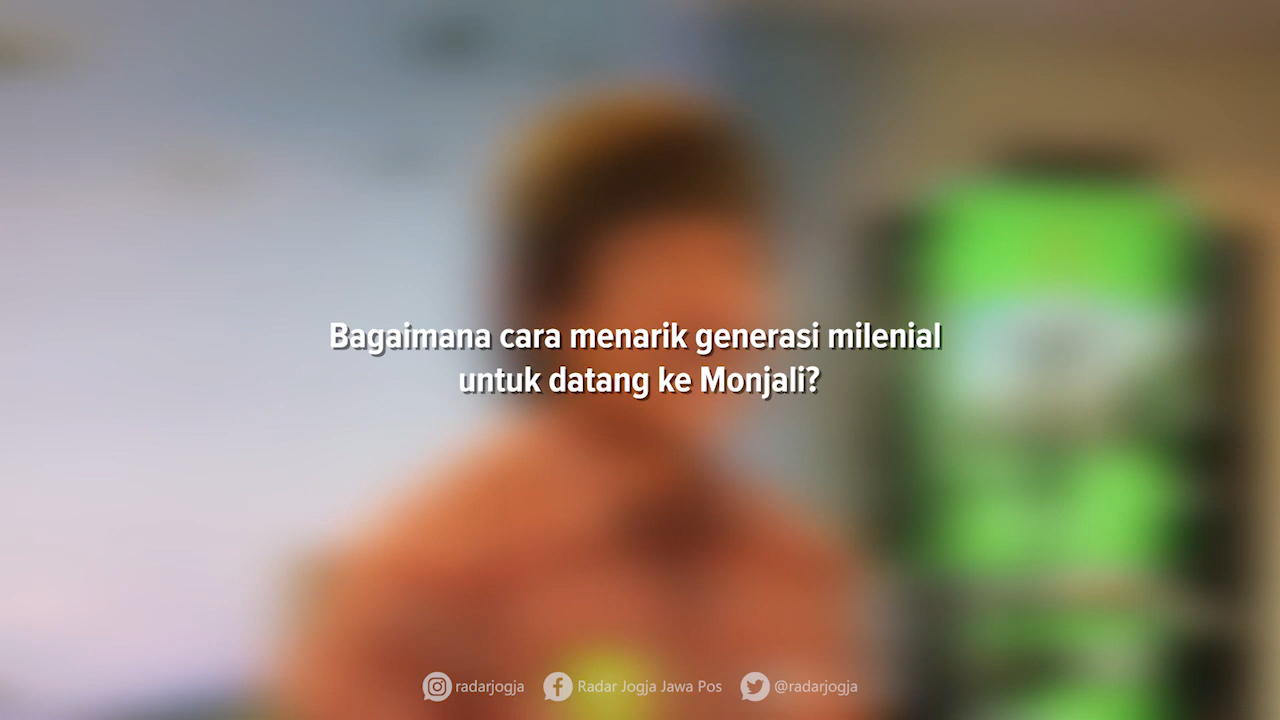 Bagaimana cara menarik generasi milenial
untuk datang ke Monjali?
radarjogja Radar Jogja Jawa Pos @radarjogja